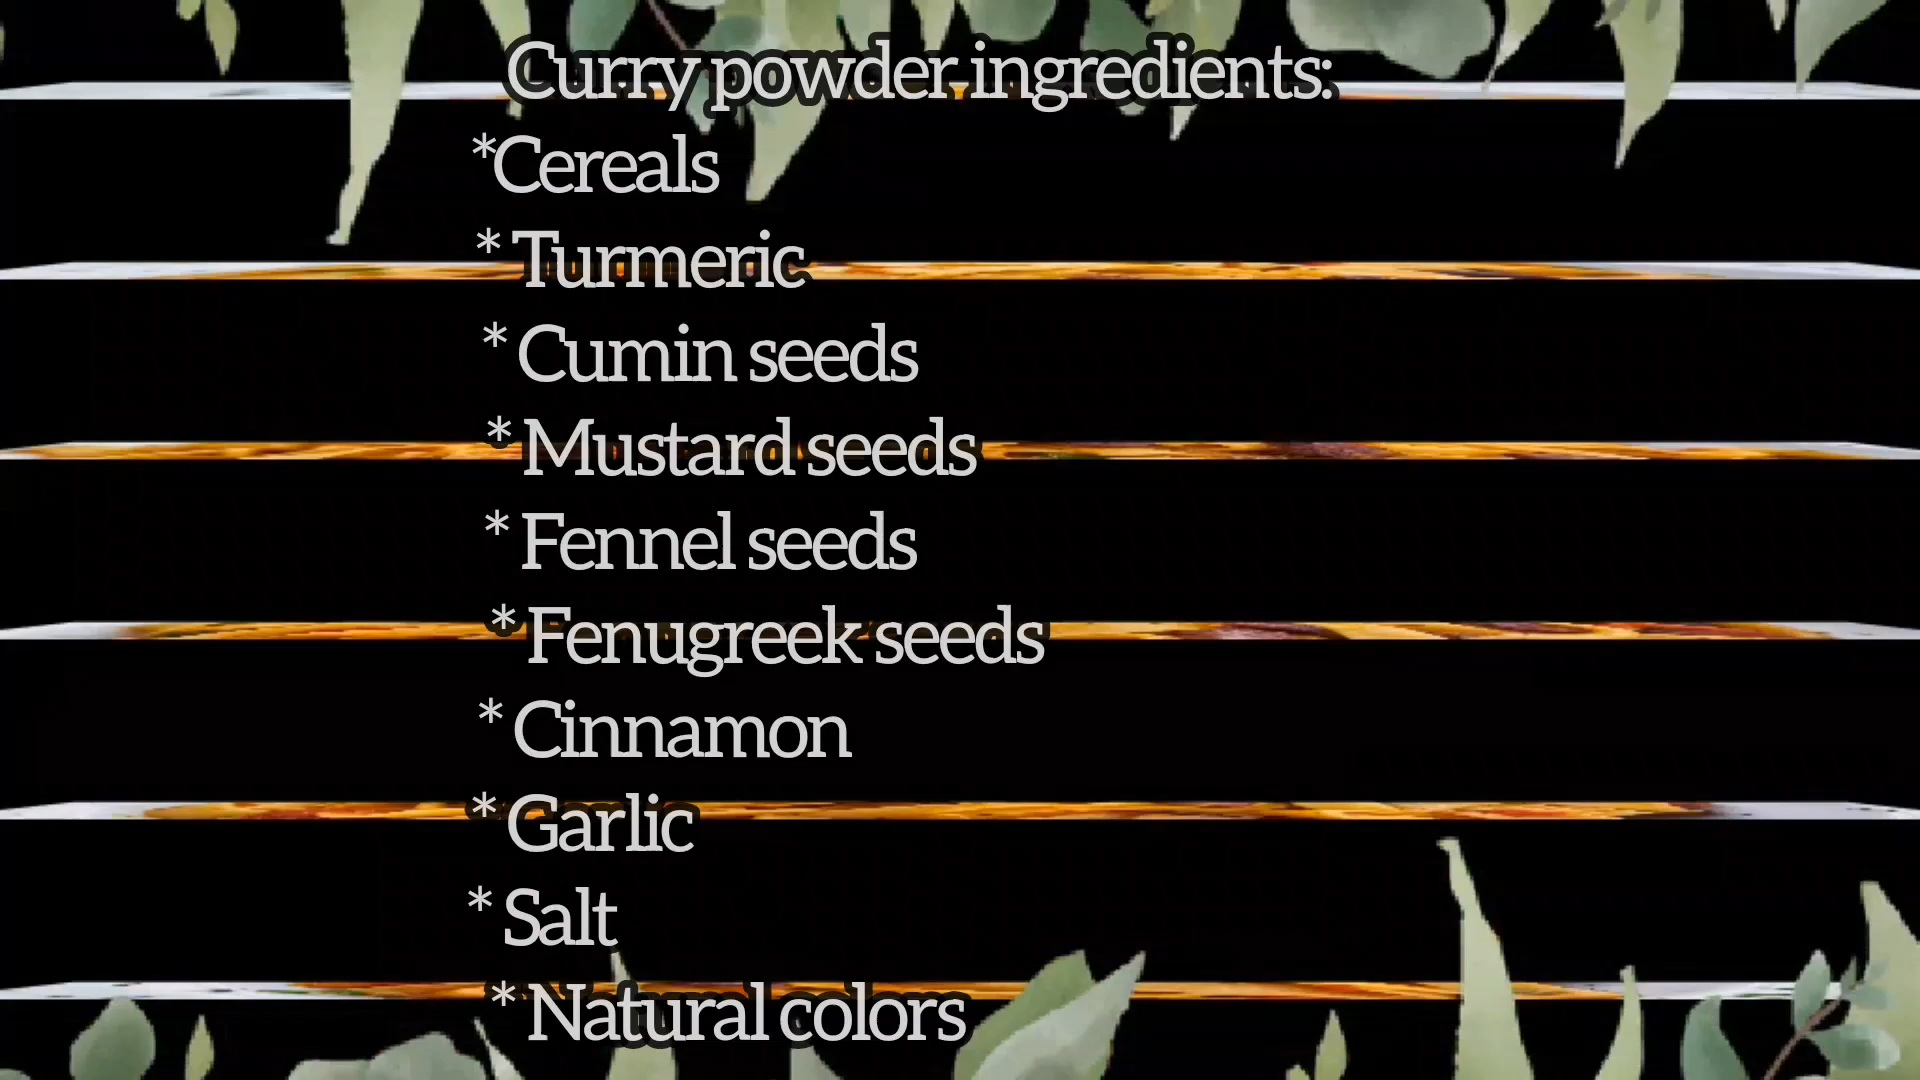 Curry powder ingredients:
*Cereals
* Turmeric
* Cumin seeds
* Mustard seeds
* Fennel seeds
* Fenugreek seeds
* Cinnamon
* Garlic
* Salt
* Natural colors